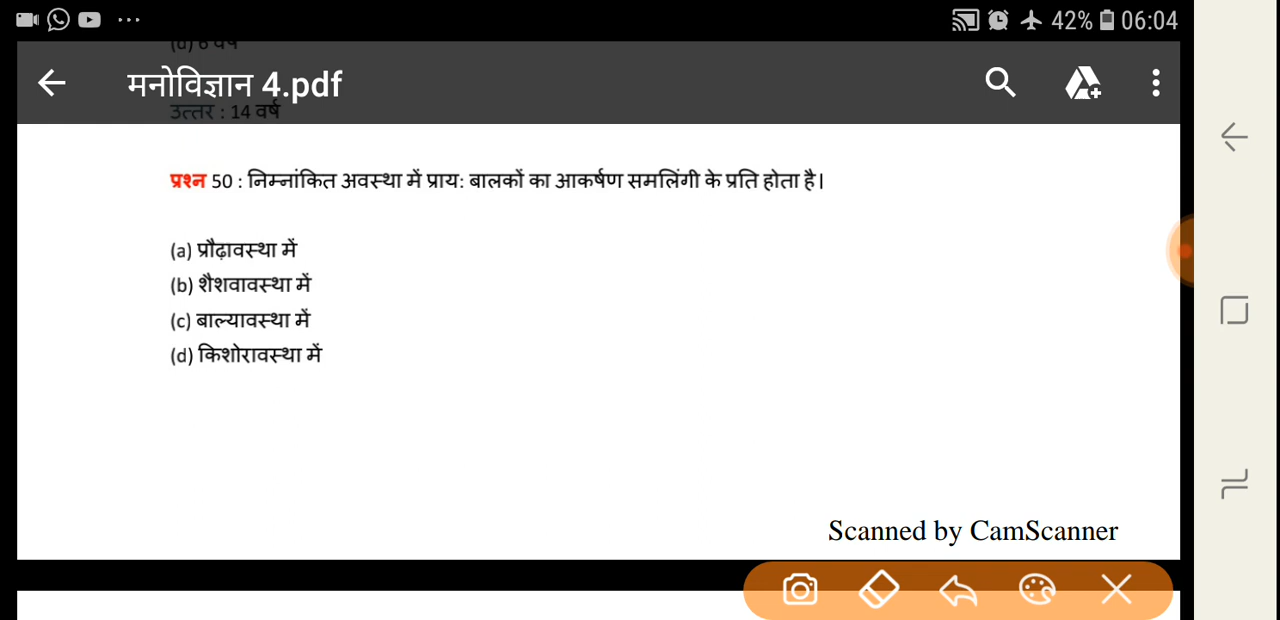 42% 06:04
मनोविज्ञान 4.pdf
उत्तर : 14 वर्ष
प्रश्न 50 : निम्नांकित अवस्था में प्राय: बालकों का आकर्षण समलिंगी के प्रति होता है।
(a) प्रौढ़ावस्था में
(b) शैशवावस्था में
(c) बाल्यावस्था में
(d) किशोरावस्था में
Scanned by CamScanner